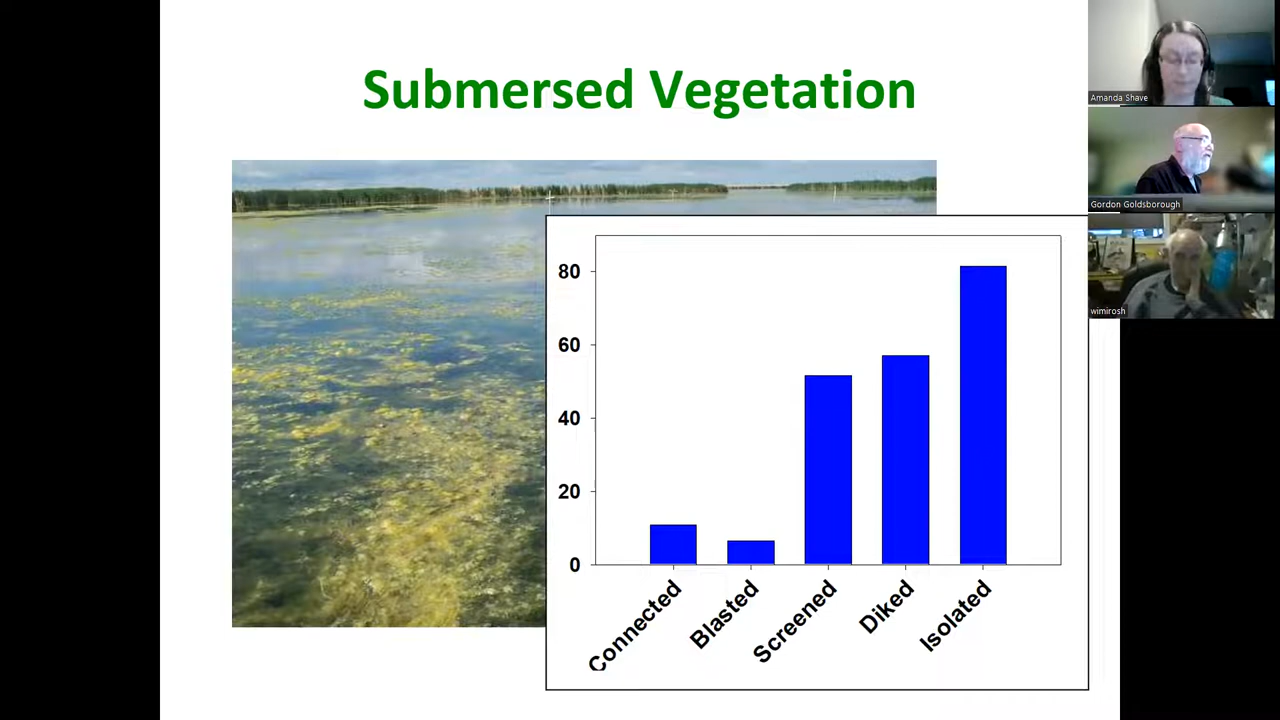 Submersed Vegetation
80
60
40
20
0
Connected
Blasted
Screened
Diked
Isolated
Amanda Shave
Gordon Goldsborough
wimirosh